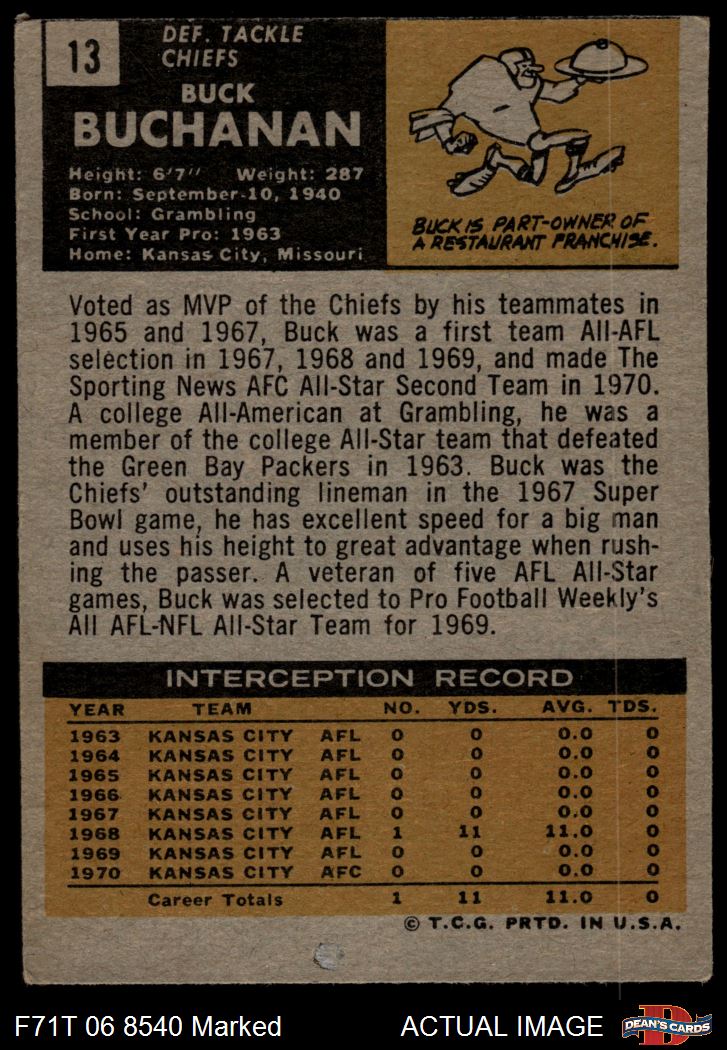 13
DEF. TACKLE
CHIEFS
BUCK
BUCHANAN
Height: 6'7" Weight: 287
Born: September 10, 1940
School: Grambling
First Year Pro: 1963
Home: Kansas City, Missouri
BUCK IS PART-OWNER OF
A RESTAURANT FRANCHISE.
Voted as MVP of the Chiefs by his teammates in
1965 and 1967, Buck was a first team All-AFL
selection in 1967, 1968 and 1969, and made The
Sporting News AFC All-Star Second Team in 1970.
A college All-American at Grambling, he was a
member of the college All-Star team that defeated
the Green Bay Packers in 1963. Buck was the
Chiefs' outstanding lineman in the 1967 Super
Bowl game, he has excellent speed for a big man
and uses his height to great advantage when rush-
ing the passer. A veteran of five AFL All-Star
games, Buck was selected to Pro Football Weekly's
All AFL-NFL All-Star Team for 1969.
INTERCEPTION RECORD
YEAR TEAM NO. YDS. AVG. TDS.
1963 KANSAS CITY AFL 0 0 0.0 0
1964 KANSAS CITY AFL 0 0 0.0 0
1965 KANSAS CITY AFL 0 0 0.0 0
1966 KANSAS CITY AFL 0 0 0.0 0
1967 KANSAS CITY AFL 0 0 0.0 0
1968 KANSAS CITY AFL 1 11 11.0 0
1969 KANSAS CITY AFL 0 0 0.0 0
1970 KANSAS CITY AFC 0 0 0.0 0
Career Totals 1 11 11.0 0
© T.C.G. PRTD. IN U.S.A.
F71T 06 8540 Marked ACTUAL IMAGE
D
DEAN'S CARDS